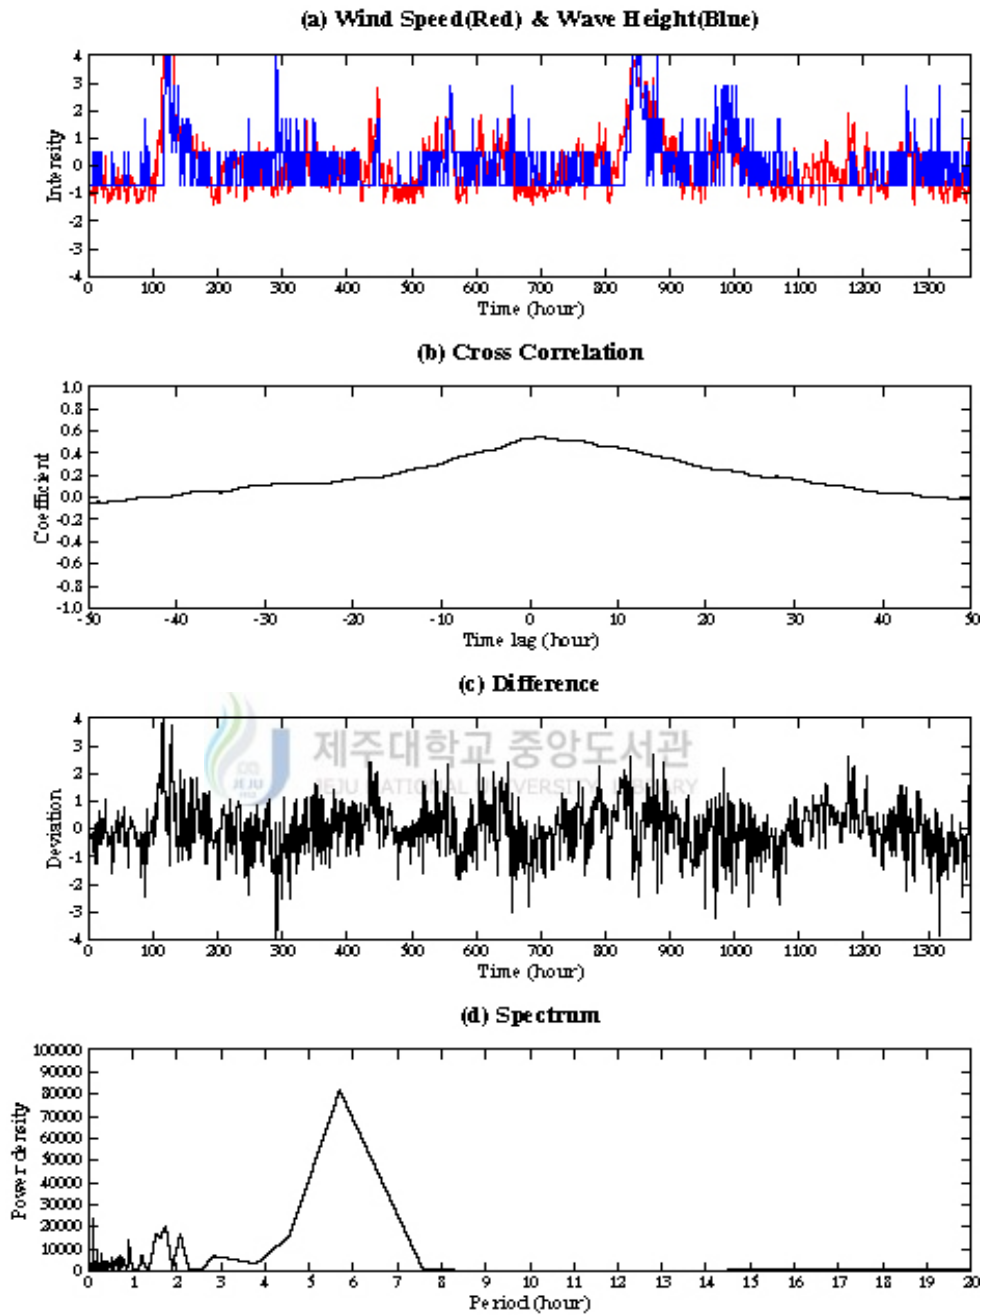 (a) Wind Speed(Red) & Wave Height(Blue)
Intensity
4
3
2
1
0
-1
-2
-3
-4
0 100 200 300 400 500 600 700 800 900 1000 1100 1200 1300
Time (hour)
(b) Cross Correlation
Coefficient
1.0
0.8
0.6
0.4
0.2
0.0
-0.2
-0.4
-0.6
-0.8
-1.0
-50 -40 -30 -20 -10 0 10 20 30 40 50
Time lag (hour)
(c) Difference
제주대학교 중앙도서관
JEJU NATIONAL UNIVERSITY LIBRARY
JEJU
1952
Deviation
4
3
2
1
0
-1
-2
-3
-4
0 100 200 300 400 500 600 700 800 900 1000 1100 1200 1300
Time (hour)
(d) Spectrum
Power density
100000
90000
80000
70000
60000
50000
40000
30000
20000
10000
0
0 1 2 3 4 5 6 7 8 9 10 11 12 13 14 15 16 17 18 19 20
Period (hour)